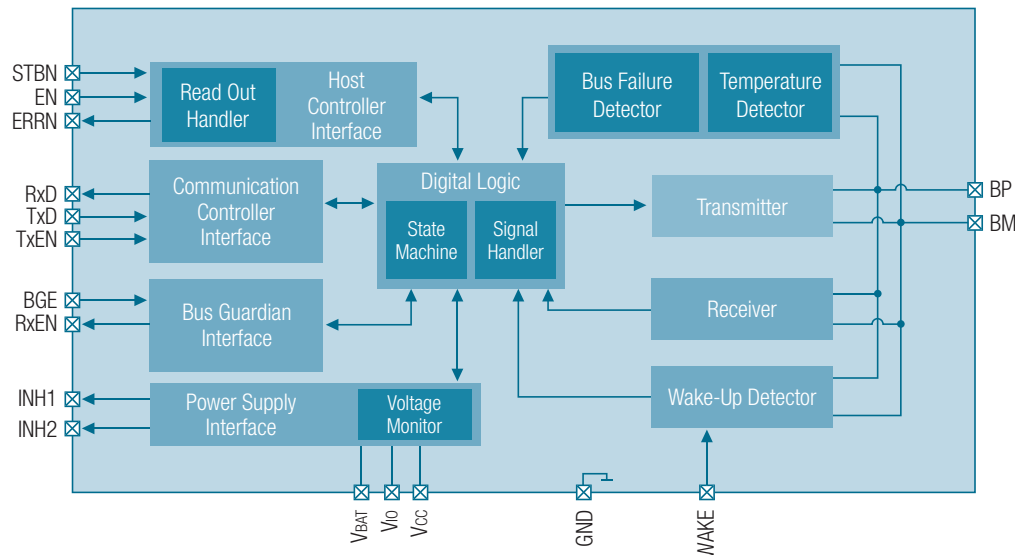 STBN
EN
ERRN
Read Out
Handler
Host
Controller
Interface
Bus Failure
Detector
Temperature
Detector
RxD
TxD
TxEN
Communication
Controller
Interface
Digital Logic
State
Machine
Signal
Handler
Transmitter
BP
BM
BGE
RxEN
Bus Guardian
Interface
Receiver
INH1
INH2
Power Supply
Interface
Voltage
Monitor
Wake-Up Detector
VBAT
VIO
VCC
GND
WAKE